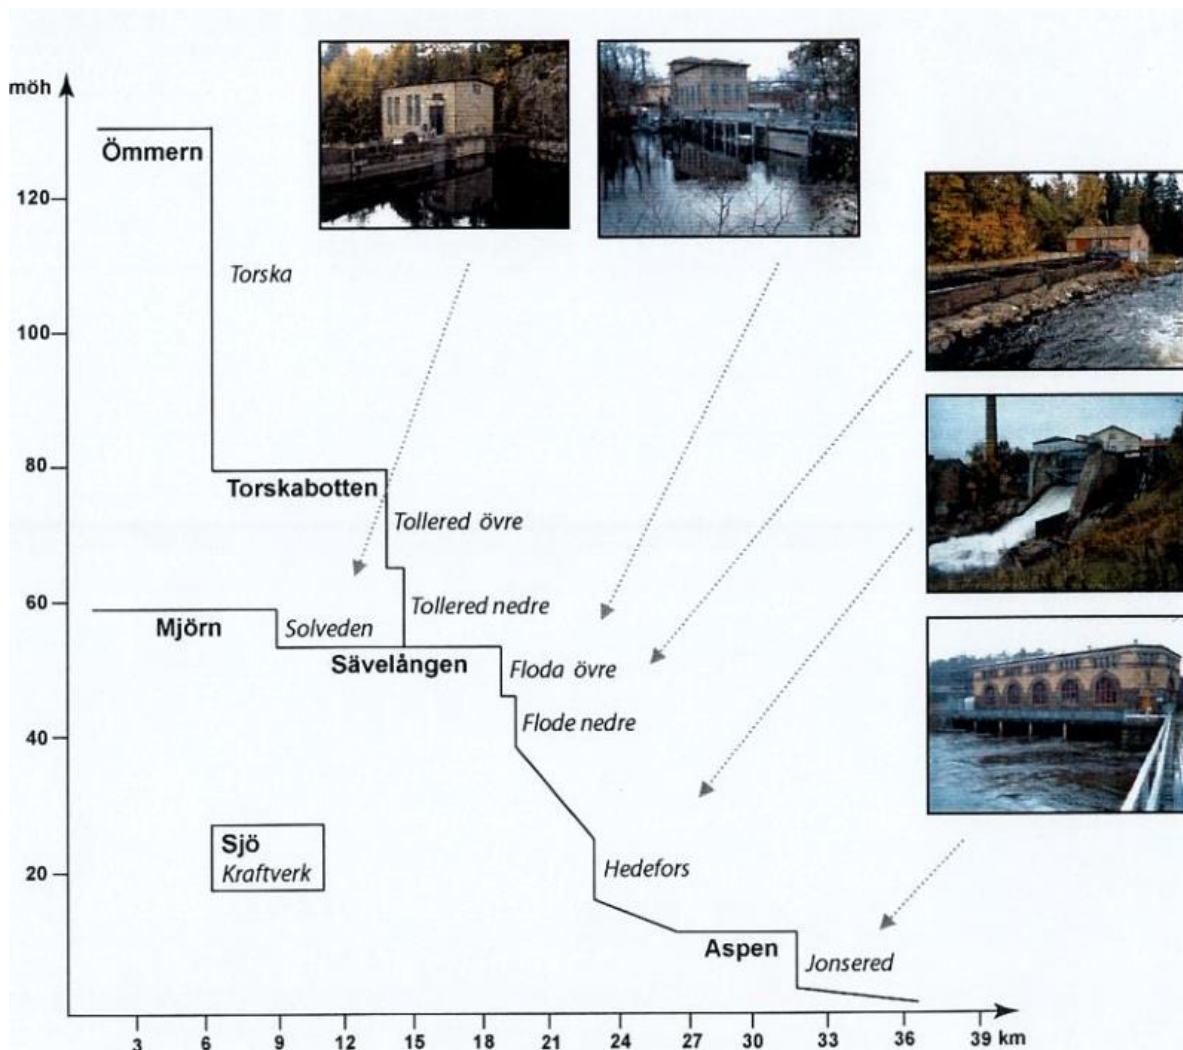 möh
Ömmern
120
Torska
100
80
Torskabotten
Tollered övre
60
Tollered nedre
Mjörn
Solveden
Sävelången
Floda övre
Flode nedre
40
Sjö
Kraftverk
20
Hedefors
Aspen
Jonsered
3 6 9 12 15 18 21 24 27 30 33 36 39 km